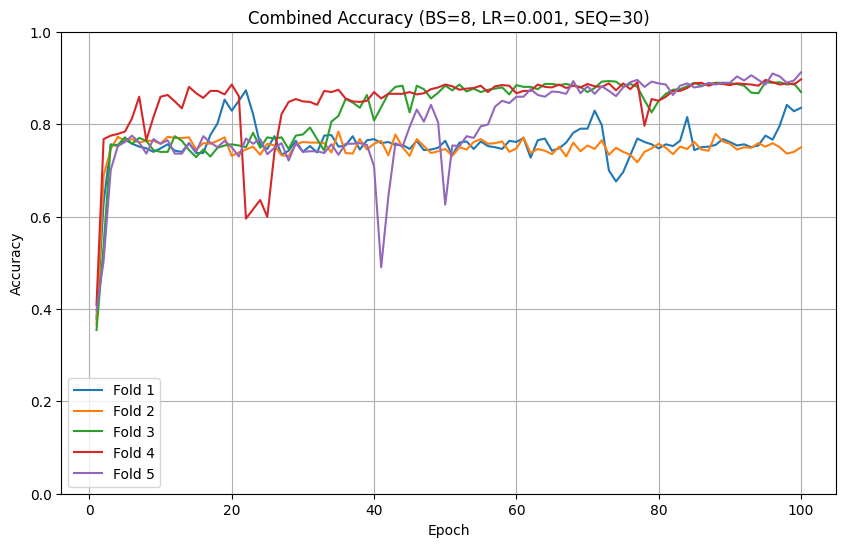 Combined Accuracy (BS=8, LR=0.001, SEQ=30)
1.0
0.8
0.6
0.4
0.2
0.0
Accuracy
Fold 1
Fold 2
Fold 3
Fold 4
Fold 5
0 20 40 60 80 100
Epoch